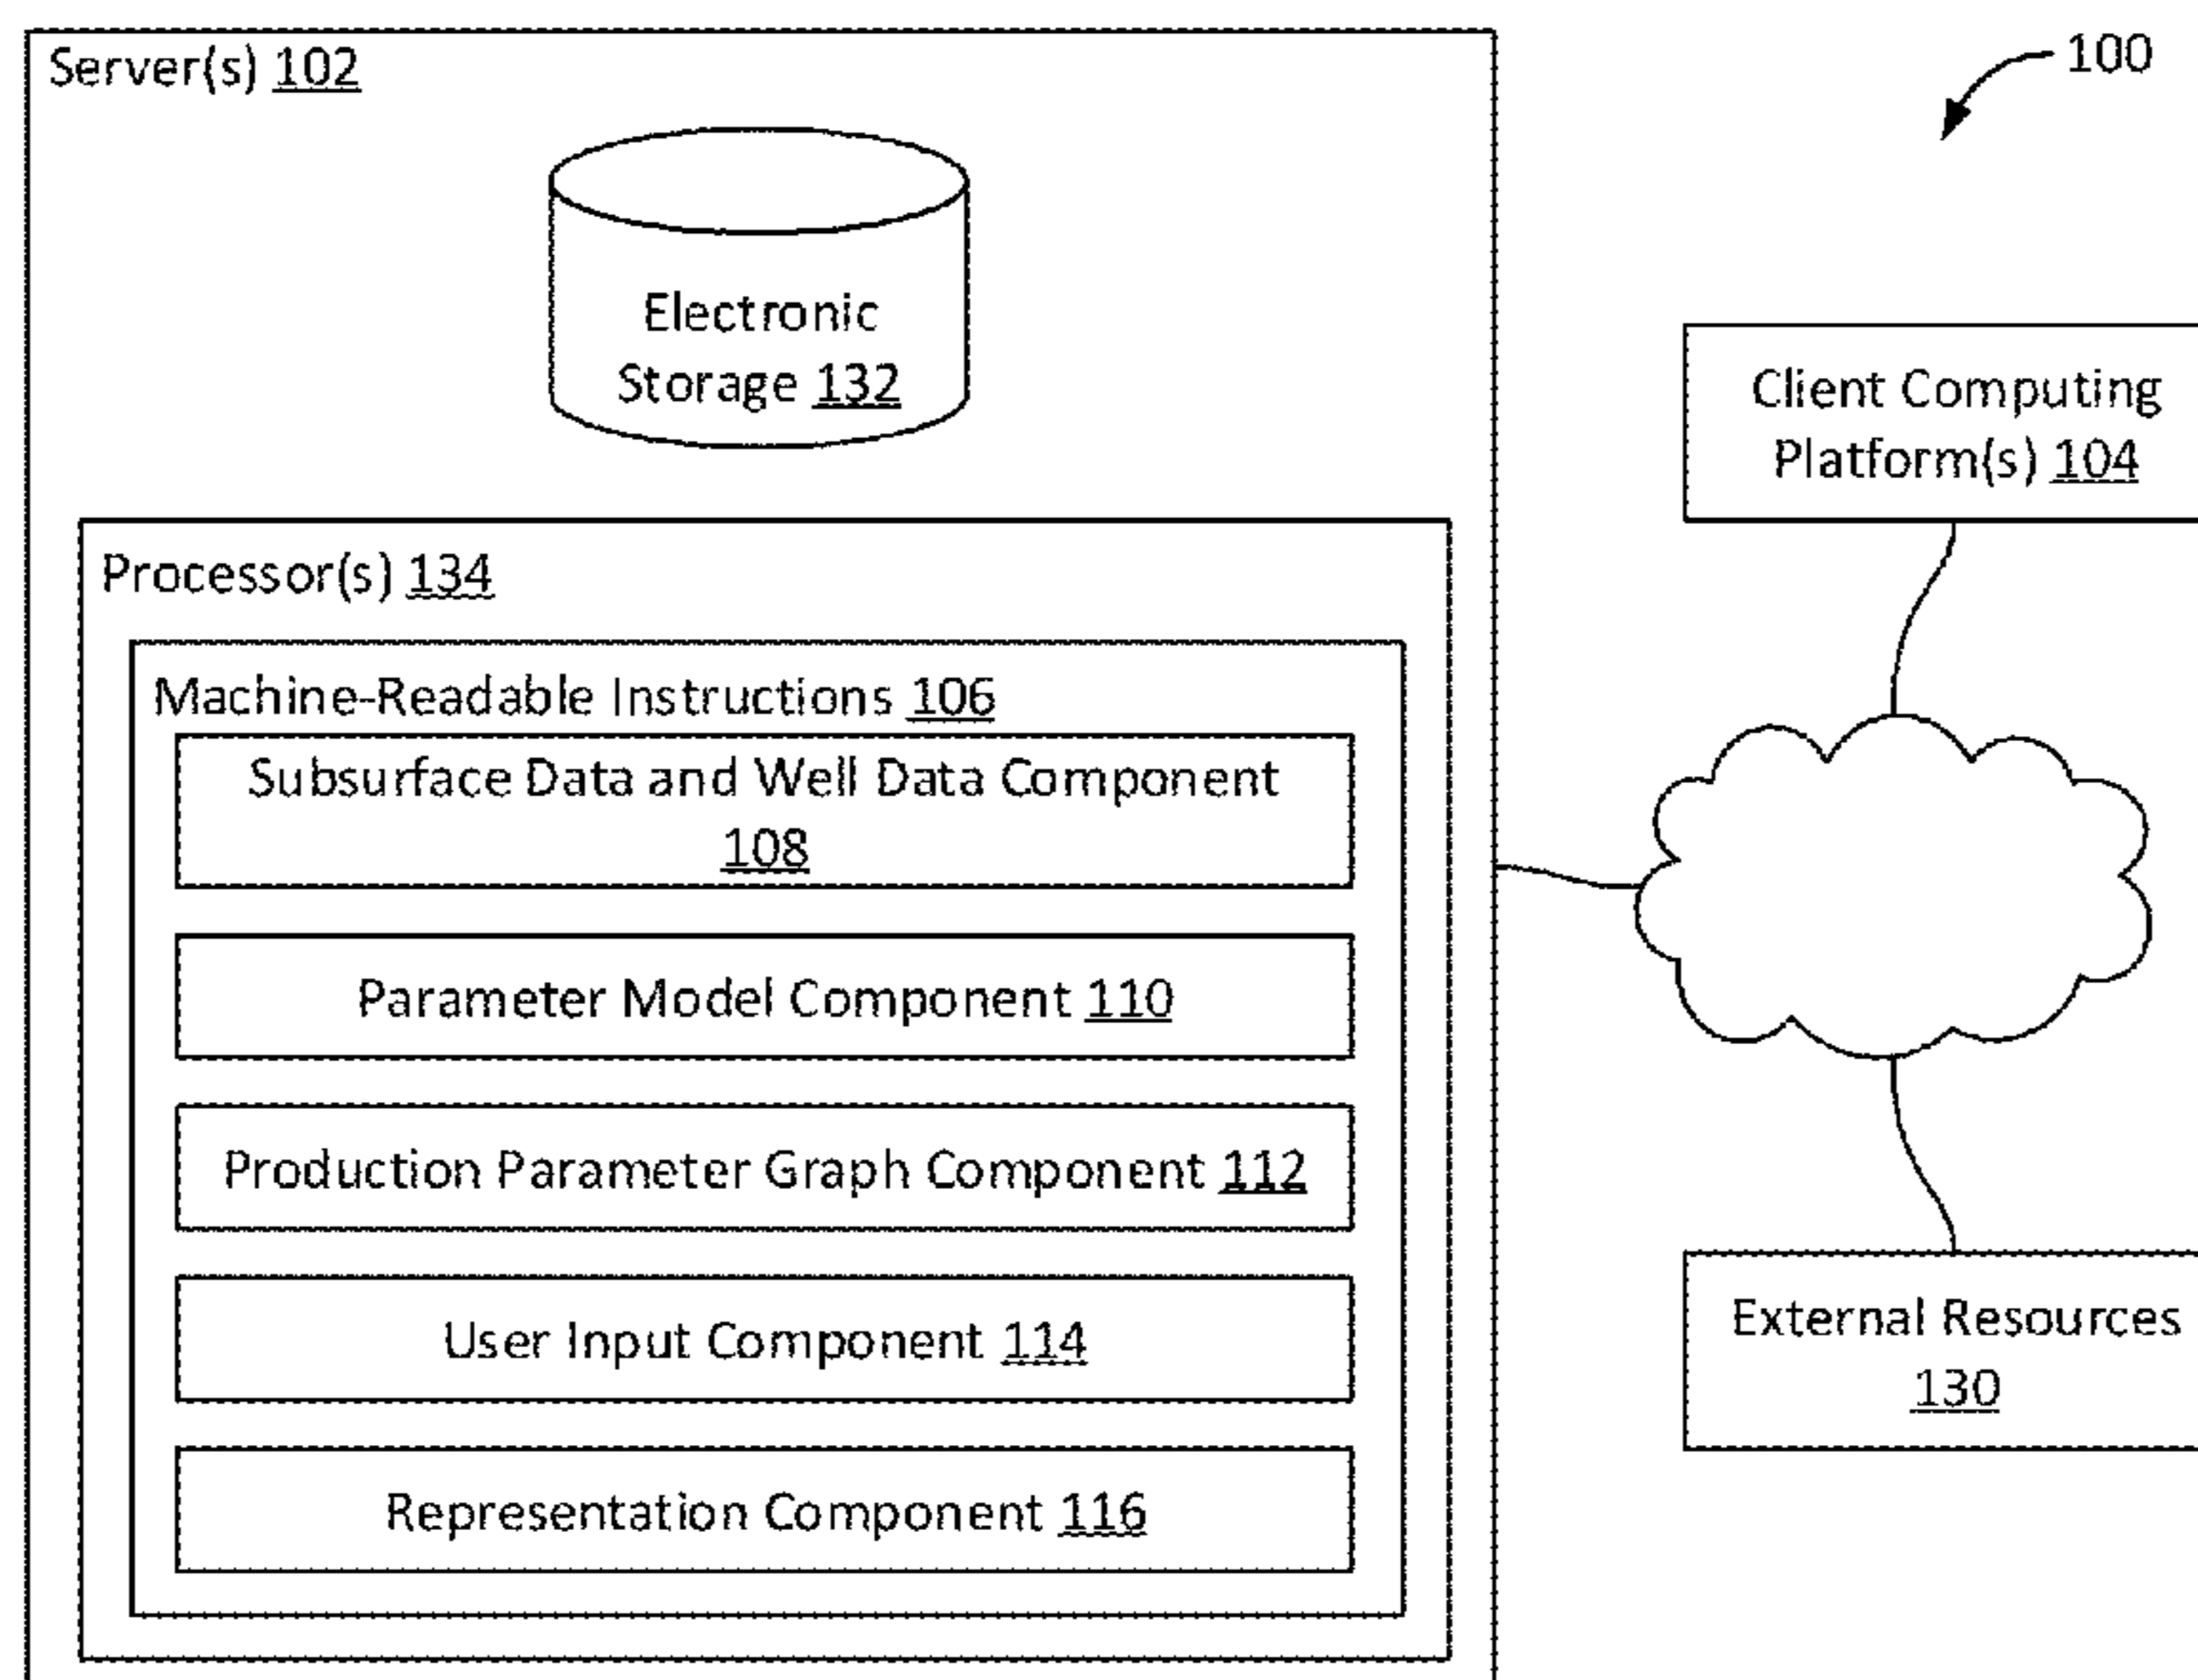 Server(s) 102
100
Electronic
Storage 132
Client Computing
Platform(s) 104
Processor(s) 134
Machine-Readable Instructions 106
Subsurface Data and Well Data Component
108
Parameter Model Component 110
Production Parameter Graph Component 112
User Input Component 114
Representation Component 116
External Resources
130